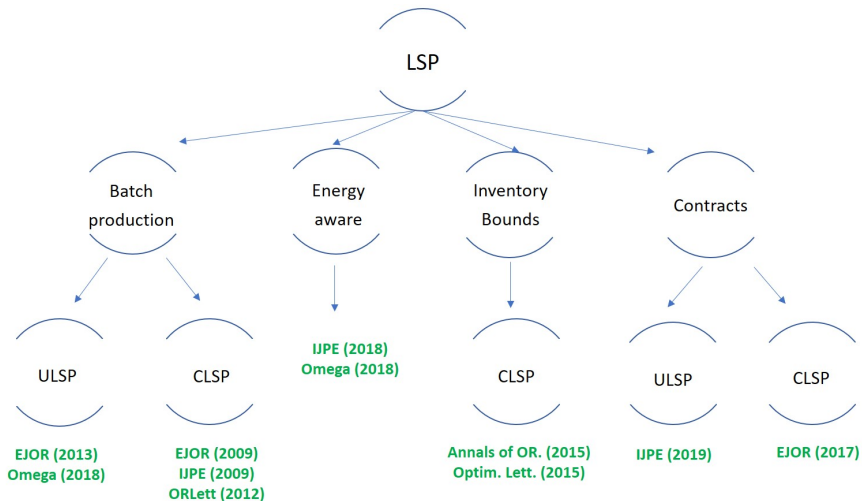 LSP
Batch
production
Energy
aware
Inventory
Bounds
Contracts
ULSP
CLSP
IJPE (2018)
Omega (2018)
CLSP
ULSP
CLSP
EJOR (2013)
Omega (2018)
EJOR (2009)
IJPE (2009)
ORLett (2012)
Annals of OR. (2015)
Optim. Lett. (2015)
IJPE (2019)
EJOR (2017)